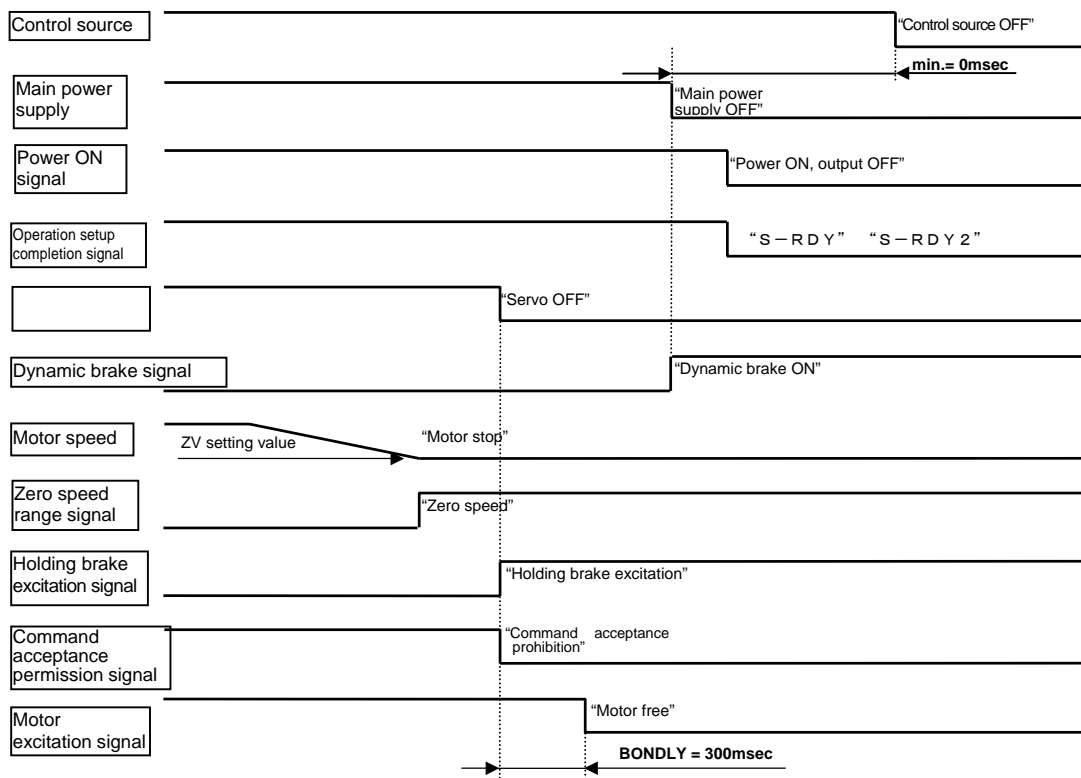 Control source
“Control source OFF”
min.= 0msec
Main power
supply
“Main power
supply OFF”
Power ON
signal
“Power ON, output OFF”
Operation setup
completion signal
“Ｓ－ＲＤＹ” “Ｓ－ＲＤＹ２”
“Servo OFF”
Dynamic brake signal
“Dynamic brake ON”
Motor speed
ZV setting value
“Motor stop”
Zero speed
range signal
“Zero speed”
Holding brake
excitation signal
“Holding brake excitation”
Command
acceptance
permission signal
“Command acceptance
prohibition”
Motor
excitation signal
“Motor free”
BONDLY = 300msec